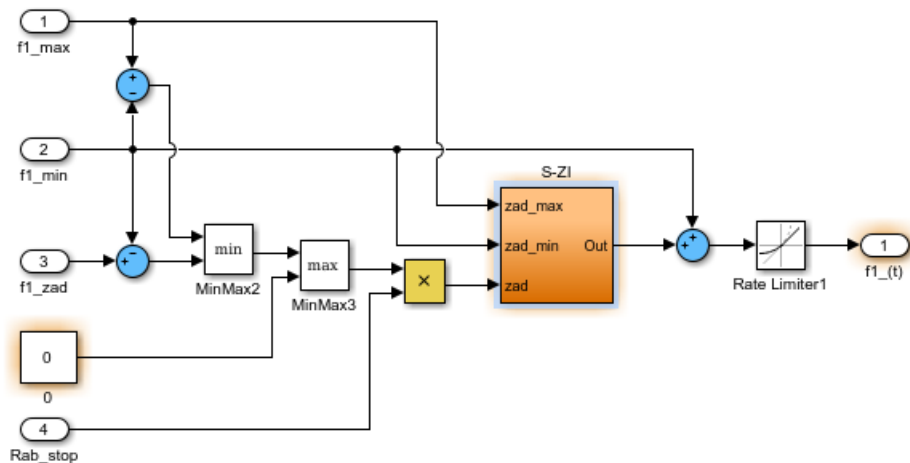 1
f1_max
+
−
2
f1_min
S-ZI
zad_max
3
f1_zad
−
+
min
MinMax2
max
MinMax3
×
zad_min
Out
zad
+
+
Rate Limiter1
1
f1_(t)
0
0
4
Rab_stop